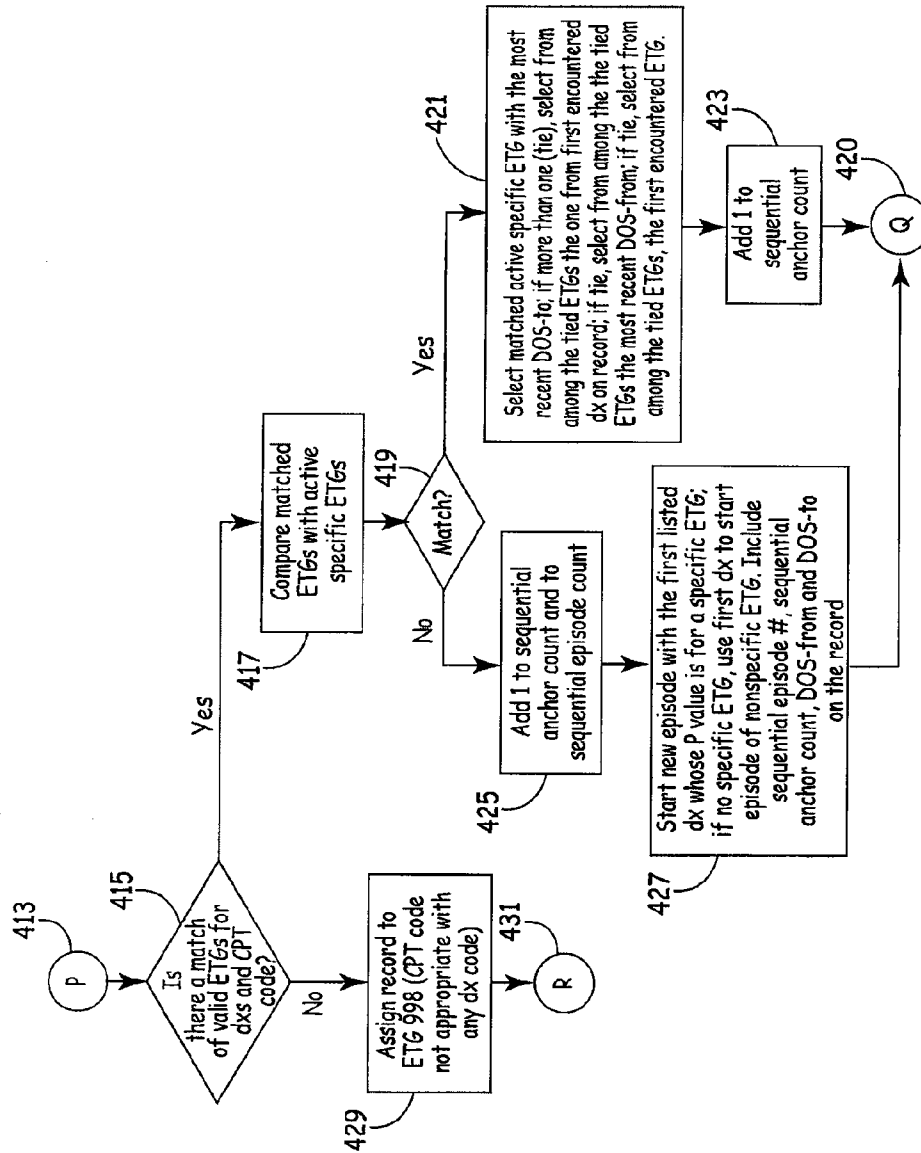 413
P
415
Is
there a match
of valid ETGs for
dxs and CPT
code?
Yes
No
417
Compare matched
ETGs with active
specific ETGs
419
Match?
Yes
No
421
Select matched active specific ETG with the most
recent DOS-to; if more than one (tie), select from
among the tied ETGs the one from first encountered
dx on record; if tie, select from among the the tied
ETGs the most recent DOS-from; if tie, select from
among the tied ETGs, the first encountered ETG.
423
Add 1 to
sequential
anchor count
420
Q
425
Add 1 to sequential
anchor count and to
sequential episode count
427
Start new episode with the first listed
dx whose P value is for a specific ETG;
if no specific ETG, use first dx to start
episode of nonspecific ETG. Include
sequential episode #, sequential
anchor count, DOS-from and DOS-to
on the record
429
Assign record to
ETG 998 (CPT code
not appropriate with
any dx code)
431
R